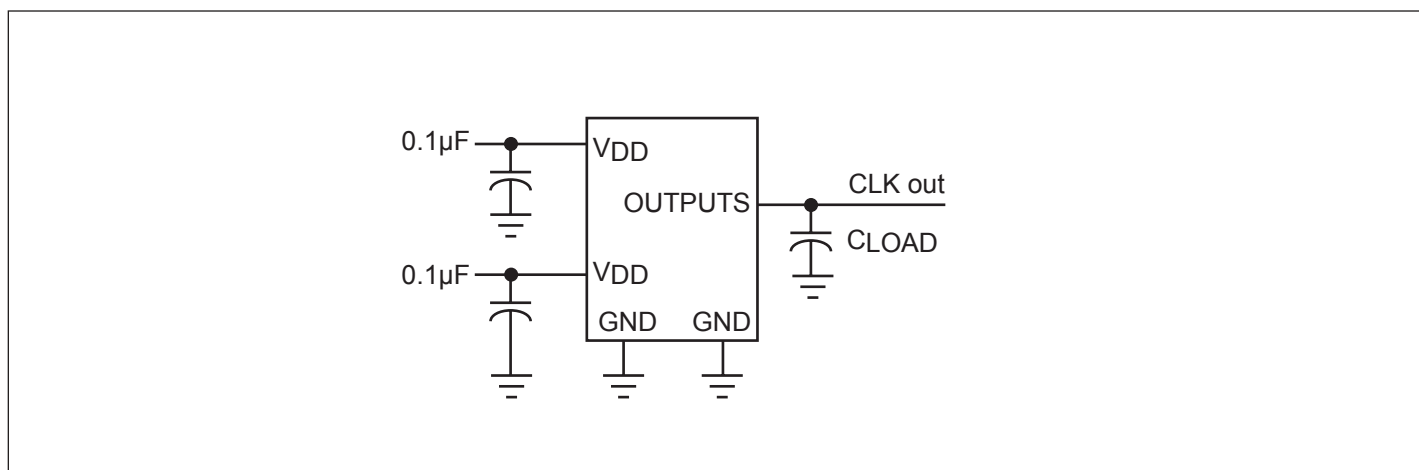 0.1µF
VDD
OUTPUTS
CLK out
CLOAD
0.1µF
VDD
GND GND